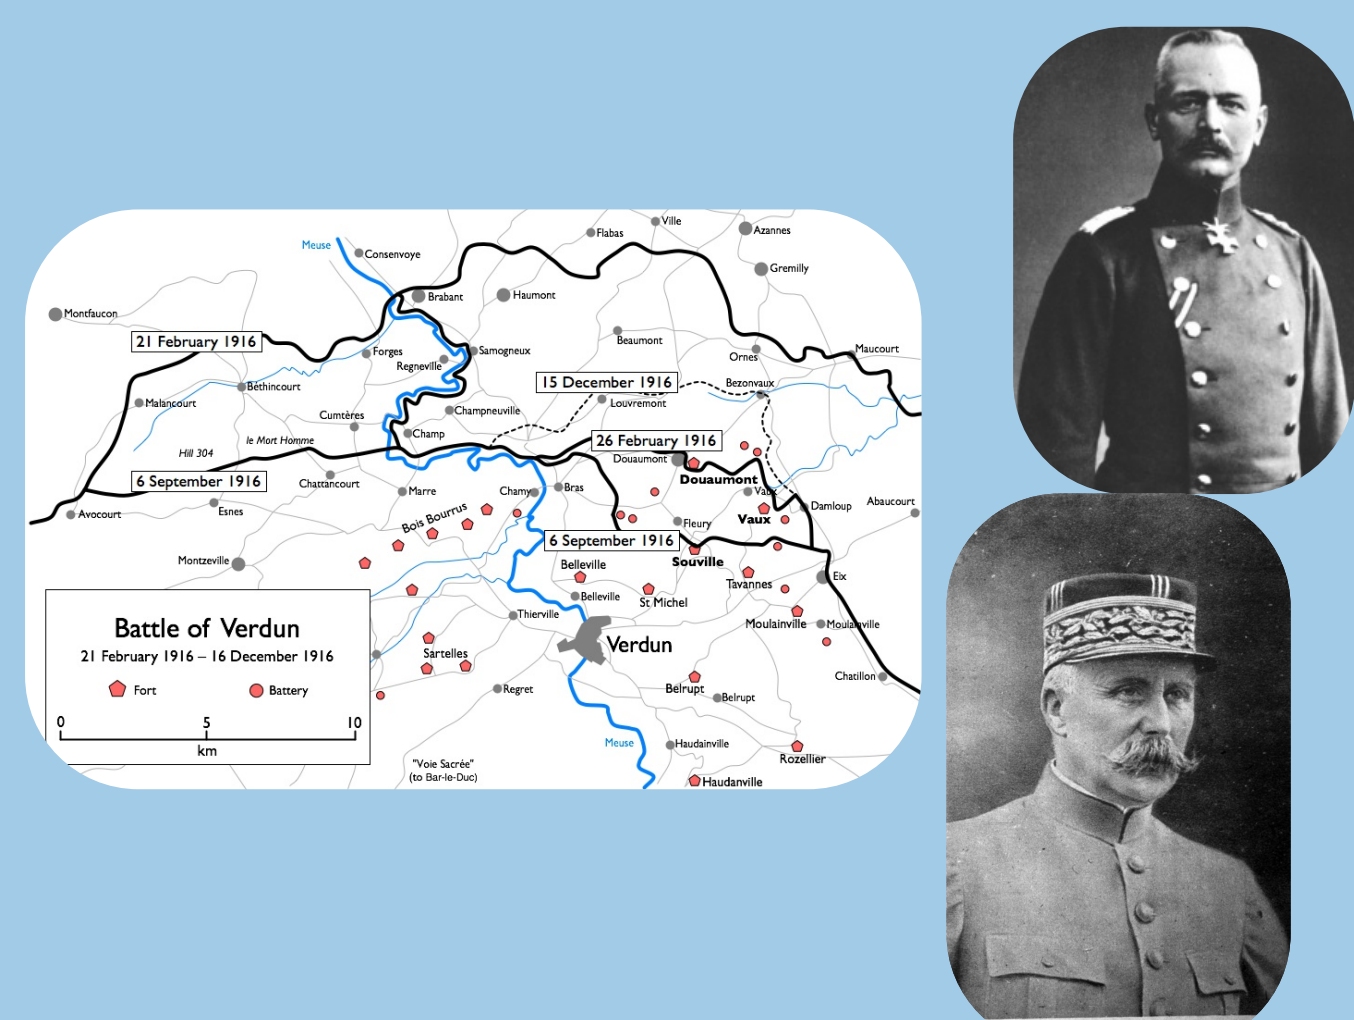 Ville
Flabas
Azannes
Meuse
Consenvoye
Gremilly
Brabant
Haumont
Montfaucon
21 February 1916
Beaumont
Forges
Samogneux
Regneville
Ornes
Maucourt
15 December 1916
Bezonvaux
Béthincourt
Malancourt
Louvremont
Champneuville
Cumtères
Champ
le Mort Homme
26 February 1916
Hill 304
Douaumont
6 September 1916
Chattancourt
Douaumont
Marre
Chamy
Bras
Vaux
Abaucourt
Damloup
Avocourt
Esnes
Bois Bourrus
Fleury
Vaux
6 September 1916
Montzeville
Belleville
Souville
Eix
Tavannes
Belleville
St Michel
Thierville
Moulainville
Moulainville
Battle of Verdun
Verdun
21 February 1916 – 16 December 1916
Sartelles
Chatillon
Fort
Battery
Regret
Belrupt
Belrupt
0 5 10
km
Meuse
Haudainville
Rozellier
"Voie Sacrée"
(to Bar-le-Duc)
Haudanville